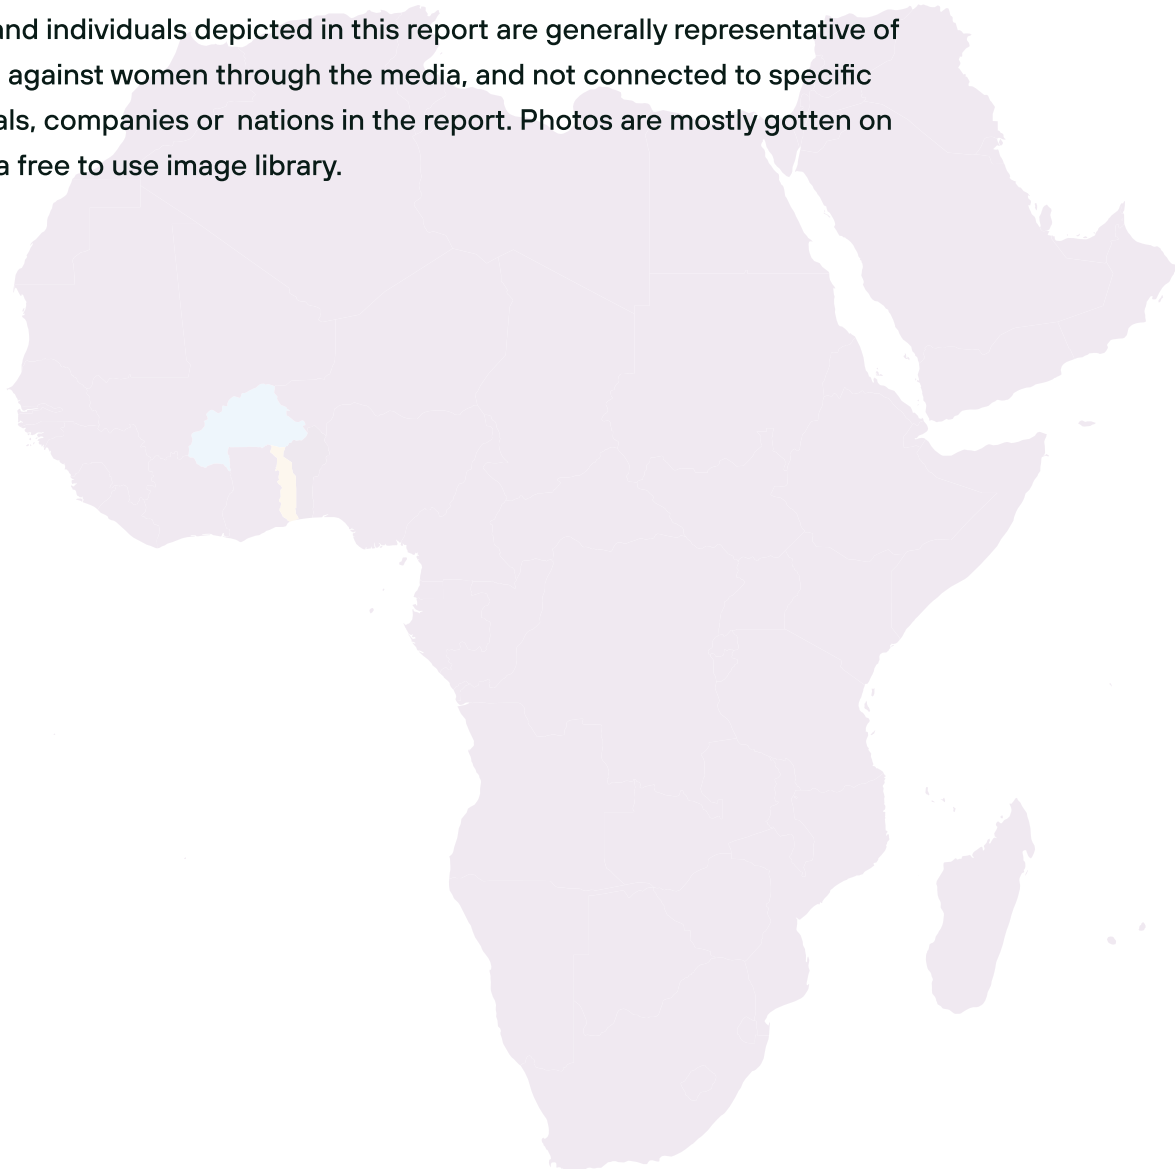 and individuals depicted in this report are generally representative of
against women through the media, and not connected to specific
als, companies or  nations in the report. Photos are mostly gotten on
a free to use image library.